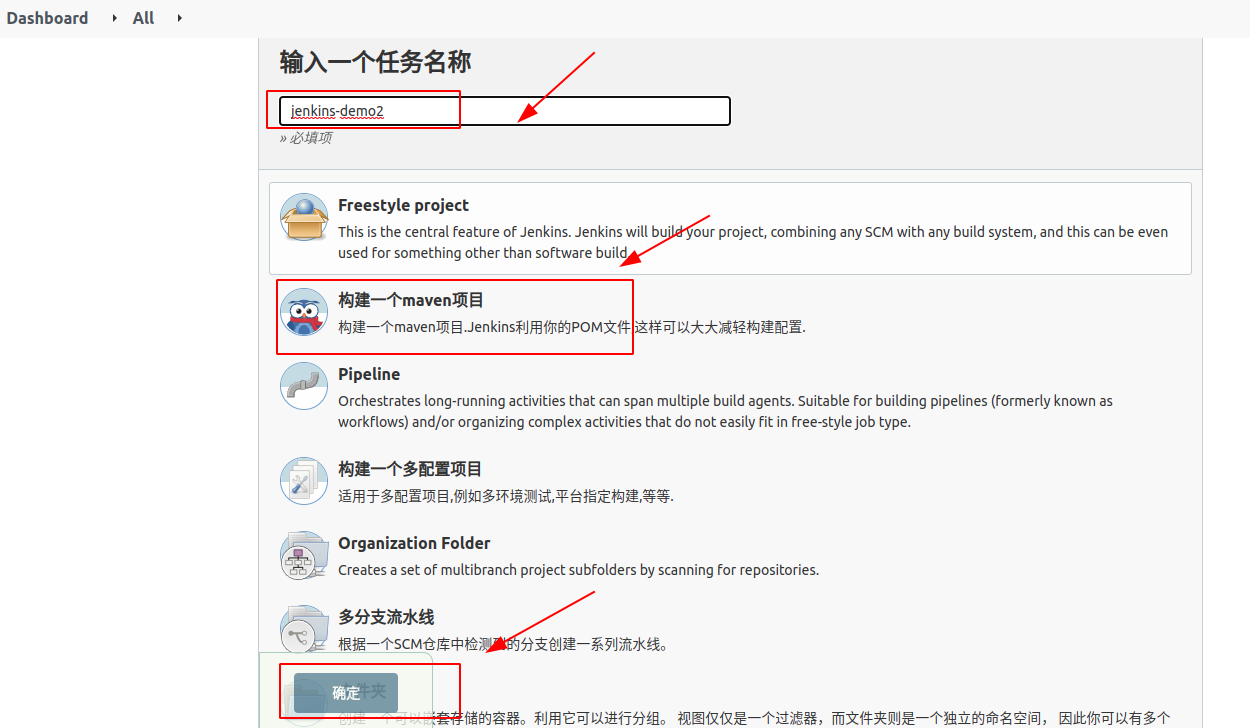 Dashboard All
输入一个任务名称
jenkins-demo2
» 必填项
Freestyle project
This is the central feature of Jenkins. Jenkins will build your project, combining any SCM with any build system, and this can be even
used for something other than software build.
构建一个maven项目
构建一个maven项目.Jenkins利用你的POM文件,这样可以大大减轻构建配置.
Pipeline
Orchestrates long-running activities that can span multiple build agents. Suitable for building pipelines (formerly known as
workflows) and/or organizing complex activities that do not easily fit in free-style job type.
构建一个多配置项目
适用于多配置项目,例如多环境测试,平台指定构建,等等.
Organization Folder
Creates a set of multibranch project subfolders by scanning for repositories.
多分支流水线
根据一个SCM仓库中检测到的分支创建一系列流水线。
文件夹
确定
创建一个可以嵌套存储的容器。利用它可以进行分组。 视图仅仅是一个过滤器，而文件夹则是一个独立的命名空间， 因此你可以有多个